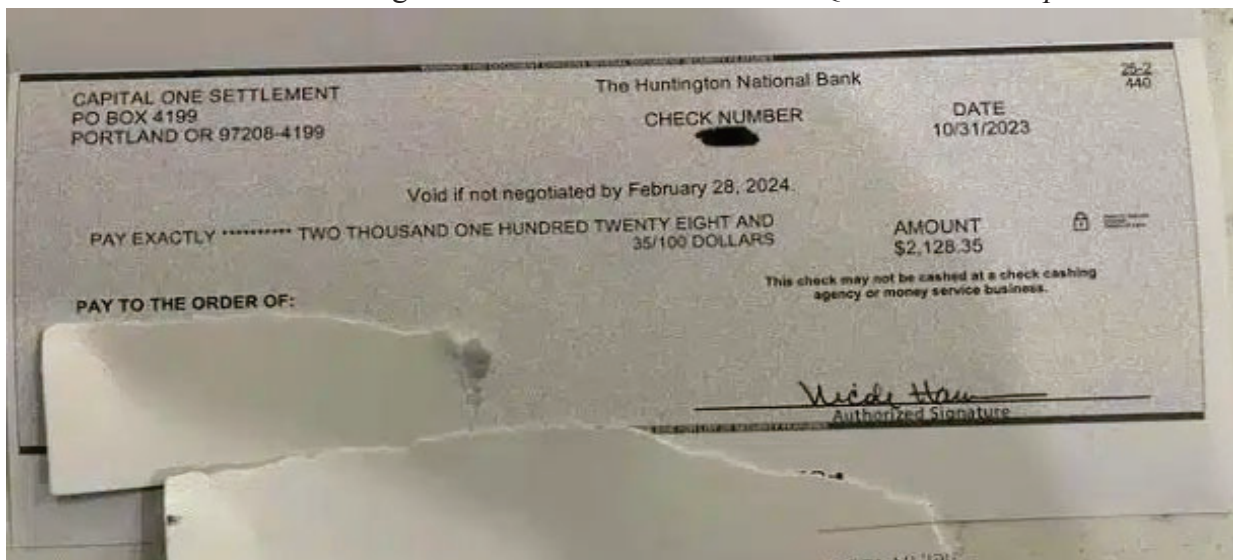 CAPITAL ONE SETTLEMENT
PO BOX 4199
PORTLAND OR 97208-4199
The Huntington National Bank
CHECK NUMBER
DATE
10/31/2023
25-2
440
Void if not negotiated by February 28, 2024.
PAY EXACTLY ********** TWO THOUSAND ONE HUNDRED TWENTY EIGHT AND
35/100 DOLLARS
AMOUNT
$2,128.35
This check may not be cashed at a check cashing
agency or money service business.
PAY TO THE ORDER OF:
Authorized Signature